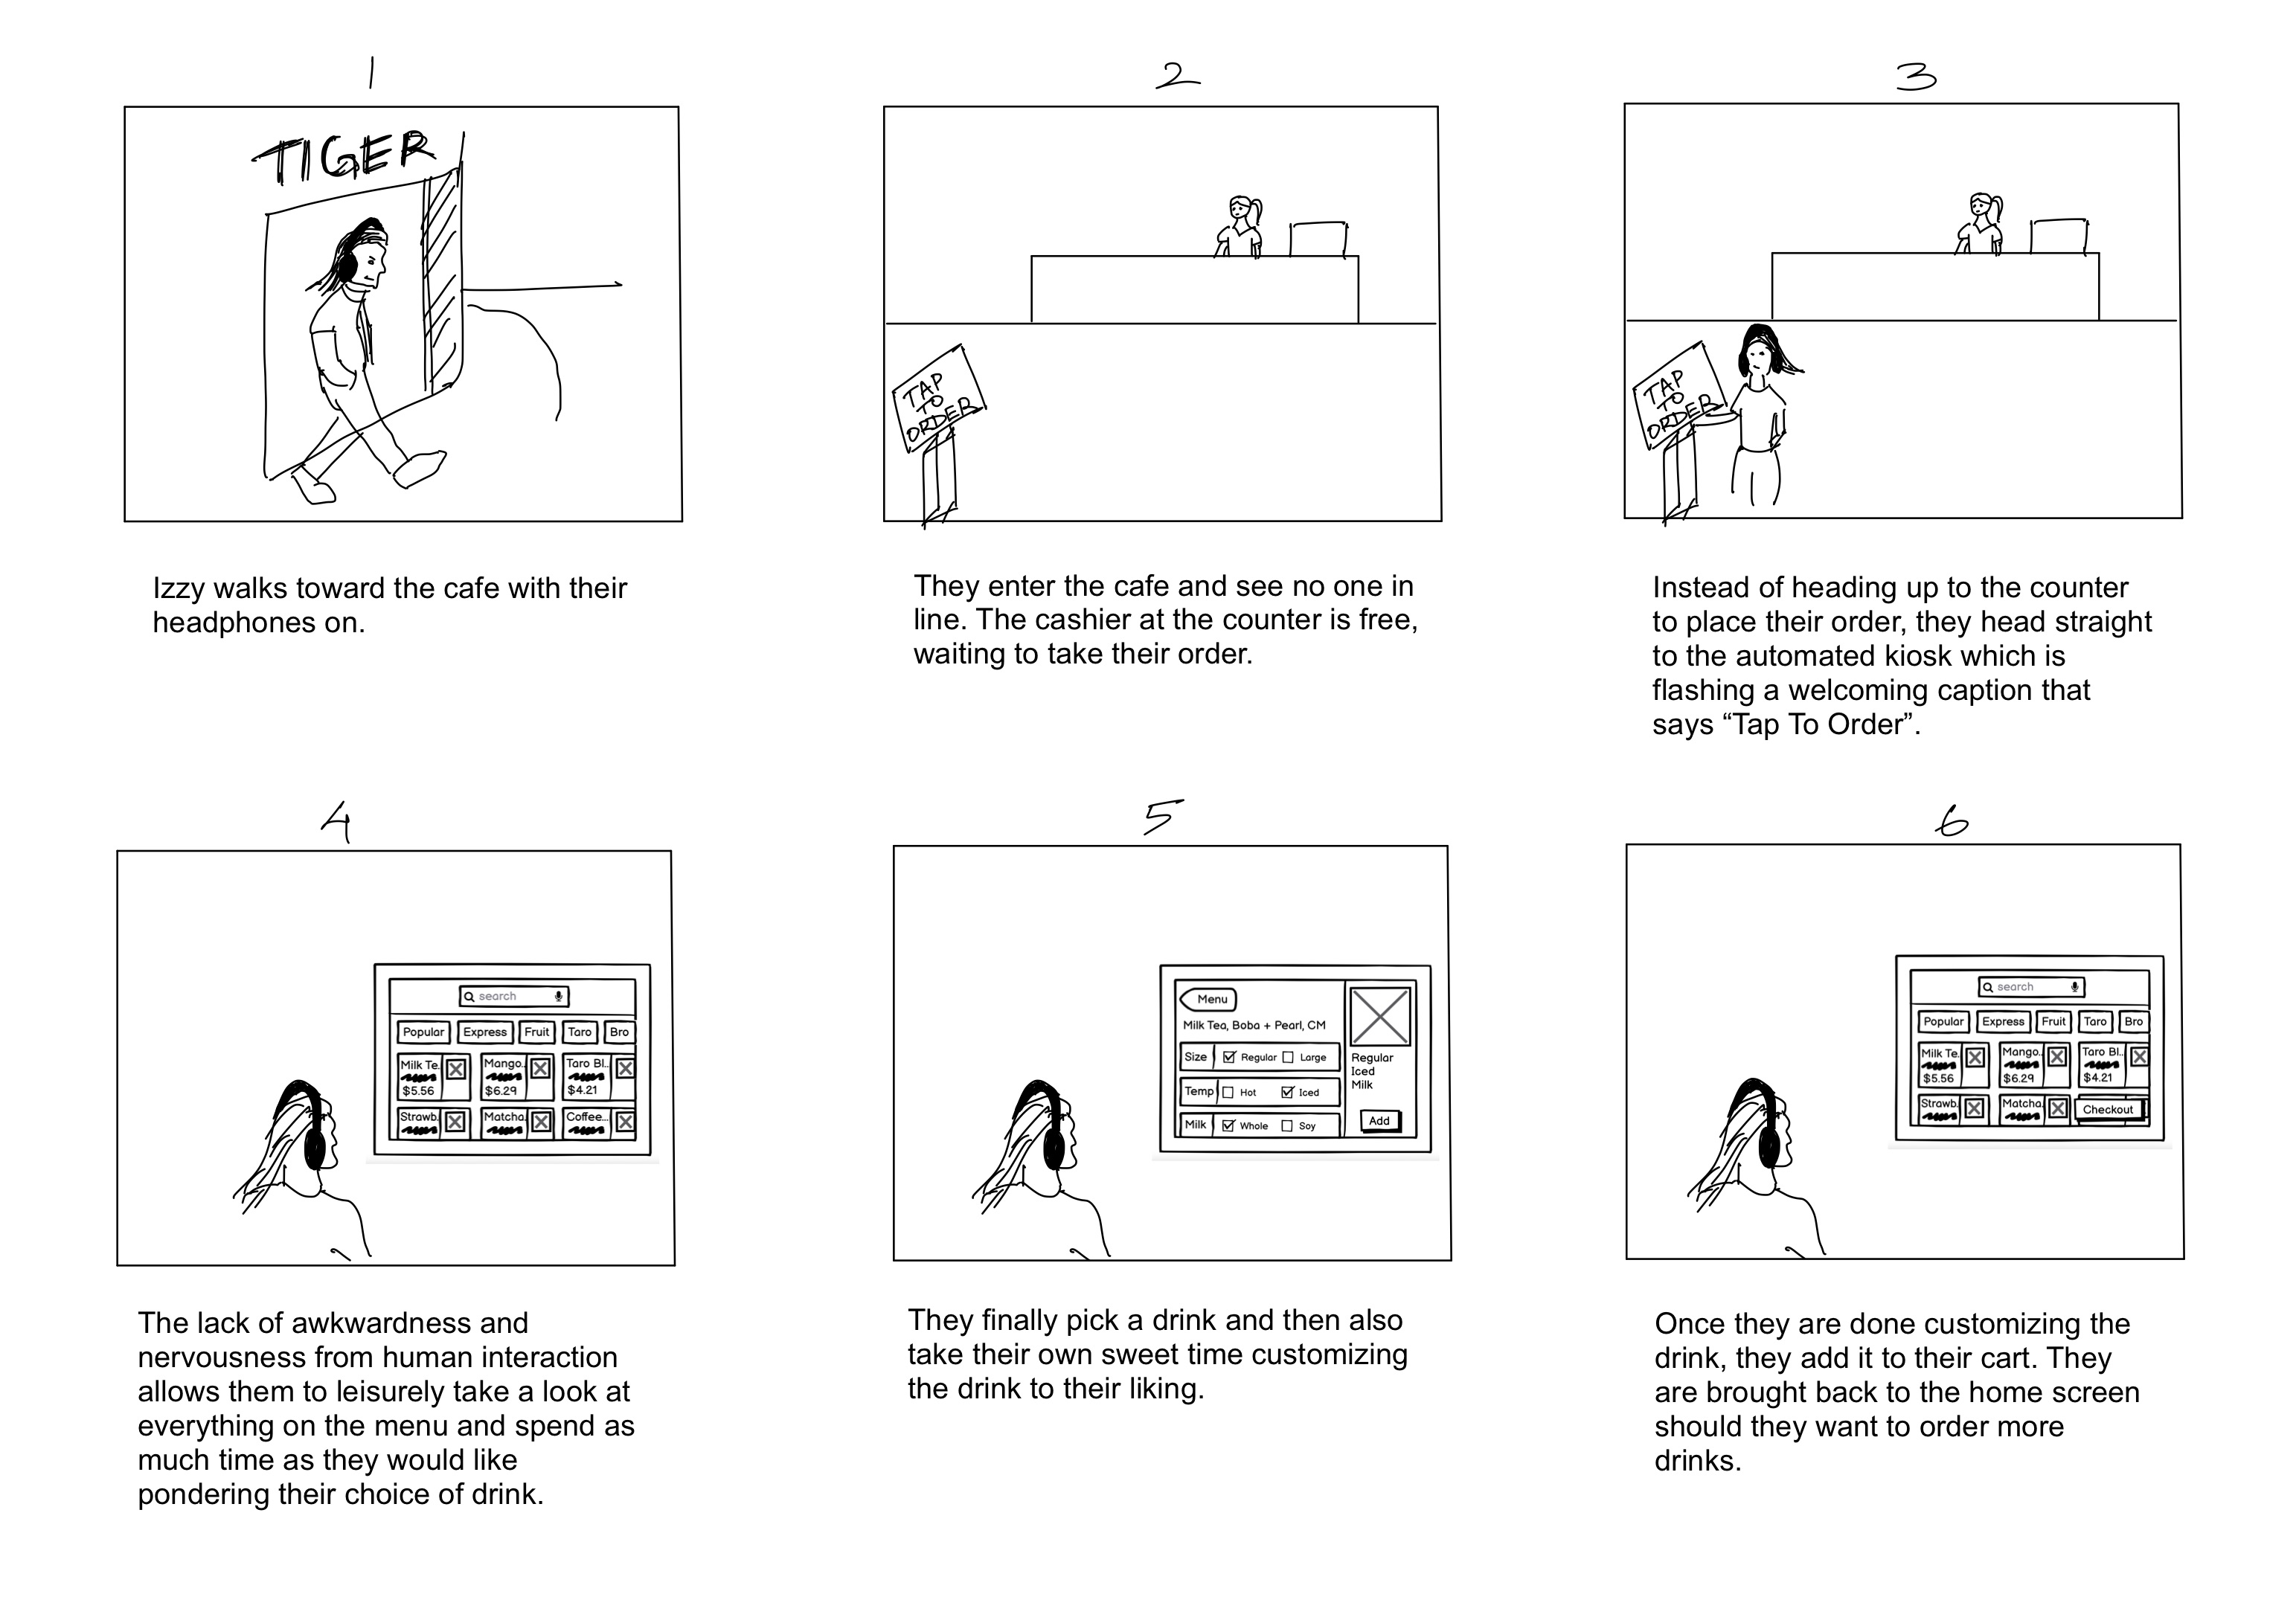 1
2
3
TIGER
TAP
TO
ORDER
TAP
TO
ORDER
Izzy walks toward the cafe with their
headphones on.
They enter the cafe and see no one in
line. The cashier at the counter is free,
waiting to take their order.
Instead of heading up to the counter
to place their order, they head straight
to the automated kiosk which is
flashing a welcoming caption that
says “Tap To Order”.
4
5
6
search
Popular Express Fruit Taro Bro
Milk Te.. Mango.. Taro Bl..
$5.56 $6.29 $4.21
Strawb. Matcha. Coffee..
Menu
Milk Tea, Boba + Pearl, CM
Size Regular Large
Temp Hot Iced
Milk Whole Soy
Regular
Iced
Milk
Add
search
Popular Express Fruit Taro Bro
Milk Te. Mango.. Taro Bl..
$5.56 $6.29 $4.21
Strawb. Matcha. Checkout
The lack of awkwardness and
nervousness from human interaction
allows them to leisurely take a look at
everything on the menu and spend as
much time as they would like
pondering their choice of drink.
They finally pick a drink and then also
take their own sweet time customizing
the drink to their liking.
Once they are done customizing the
drink, they add it to their cart. They
are brought back to the home screen
should they want to order more
drinks.